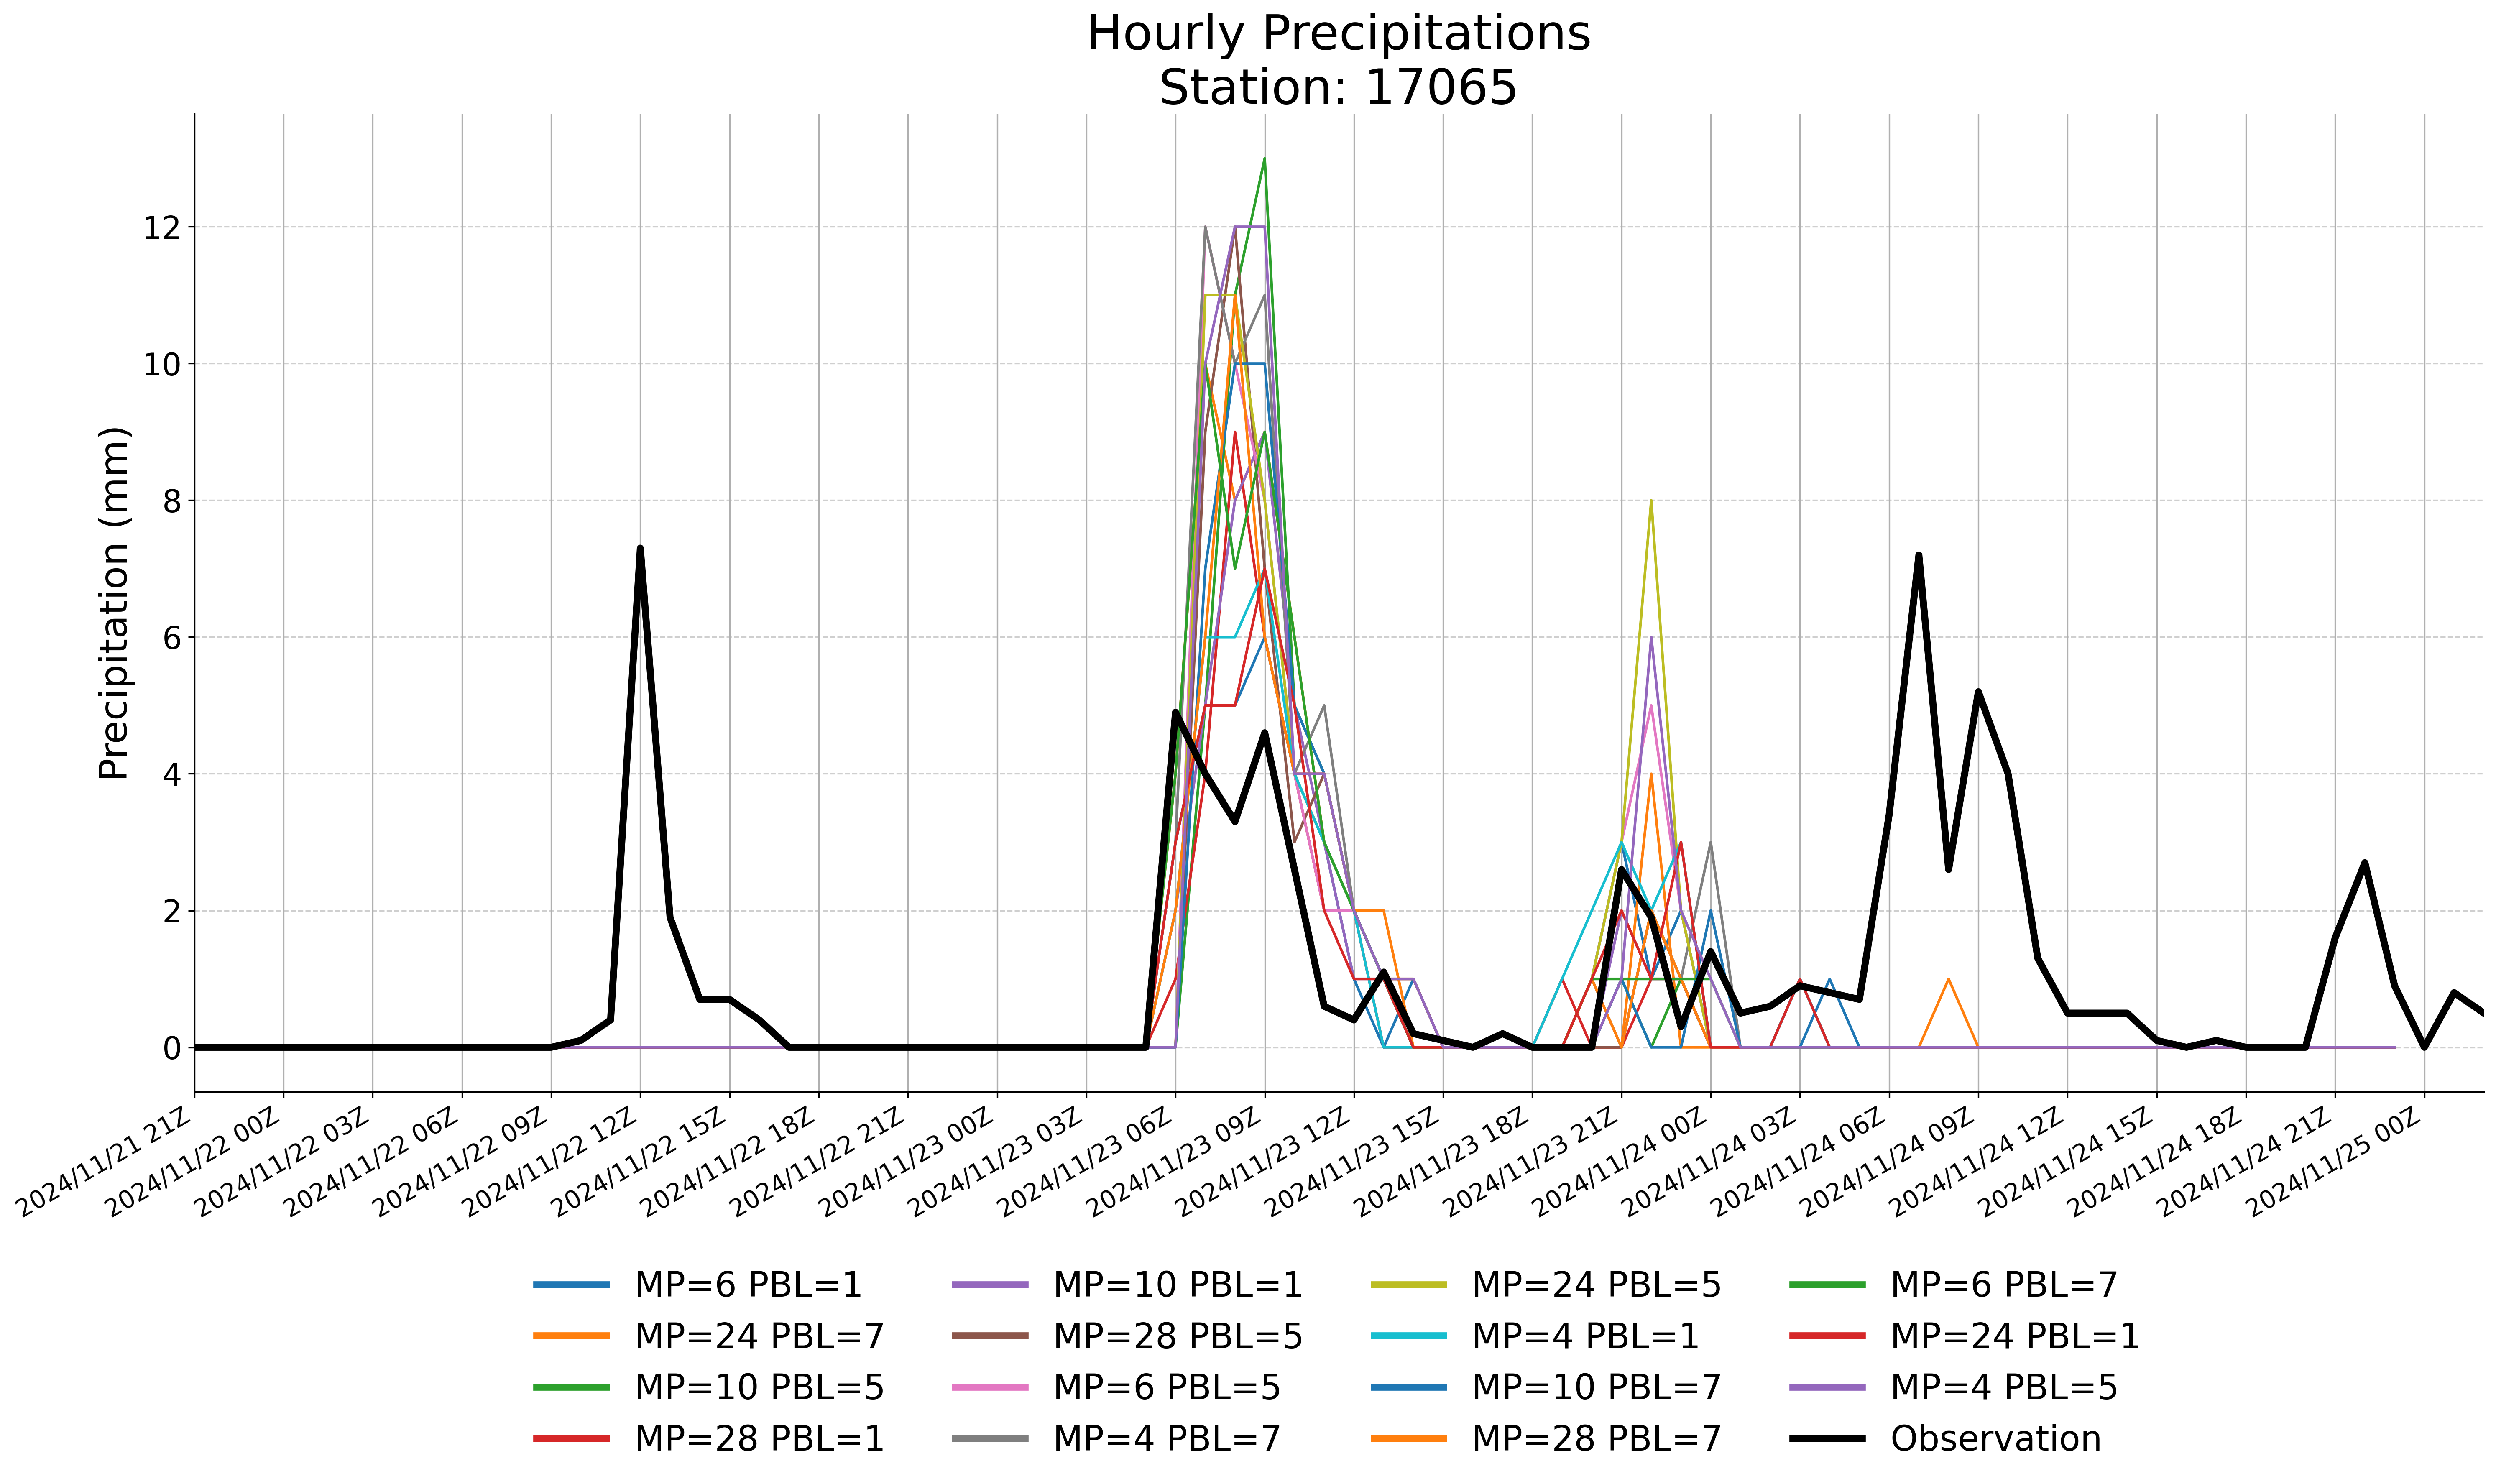 Hourly Precipitations
Station: 17065
Precipitation (mm)
12
10
8
6
4
2
0
2024/11/21 21Z
2024/11/22 00Z
2024/11/22 03Z
2024/11/22 06Z
2024/11/22 09Z
2024/11/22 12Z
2024/11/22 15Z
2024/11/22 18Z
2024/11/22 21Z
2024/11/23 00Z
2024/11/23 03Z
2024/11/23 06Z
2024/11/23 09Z
2024/11/23 12Z
2024/11/23 15Z
2024/11/23 18Z
2024/11/23 21Z
2024/11/24 00Z
2024/11/24 03Z
2024/11/24 06Z
2024/11/24 09Z
2024/11/24 12Z
2024/11/24 15Z
2024/11/24 18Z
2024/11/24 21Z
2024/11/25 00Z
MP=6 PBL=1
MP=24 PBL=7
MP=10 PBL=5
MP=28 PBL=1
MP=10 PBL=1
MP=28 PBL=5
MP=6 PBL=5
MP=4 PBL=7
MP=24 PBL=5
MP=4 PBL=1
MP=10 PBL=7
MP=28 PBL=7
MP=6 PBL=7
MP=24 PBL=1
MP=4 PBL=5
Observation